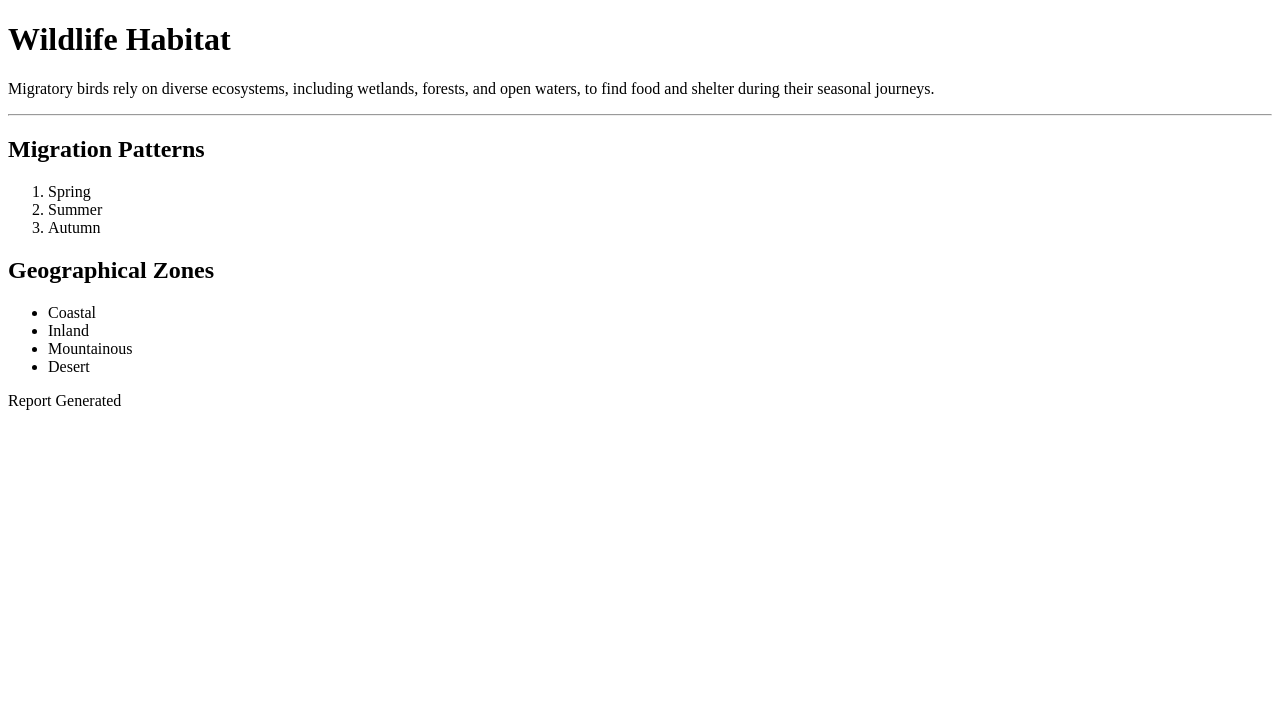 Wildlife Habitat
Migratory birds rely on diverse ecosystems, including wetlands, forests, and open waters, to find food and shelter during their seasonal journeys.
Migration Patterns
1. Spring
2. Summer
3. Autumn
Geographical Zones
• Coastal
• Inland
• Mountainous
• Desert
Report Generated